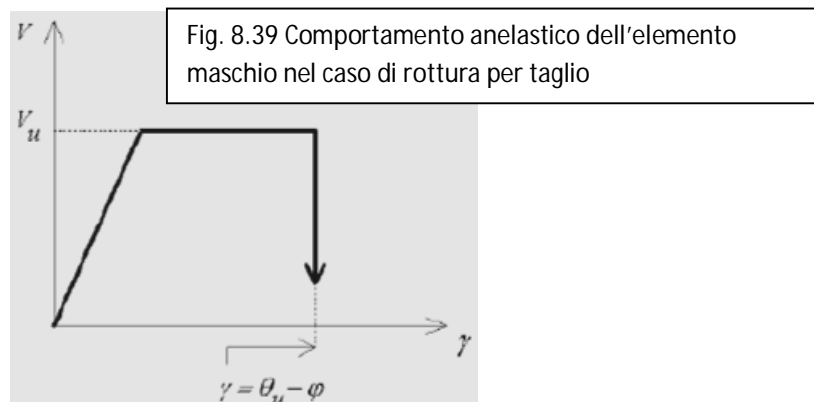 Fig. 8.39 Comportamento anelastico dell'elemento
maschio nel caso di rottura per taglio
V
V_u
γ
γ = θ_u – φ